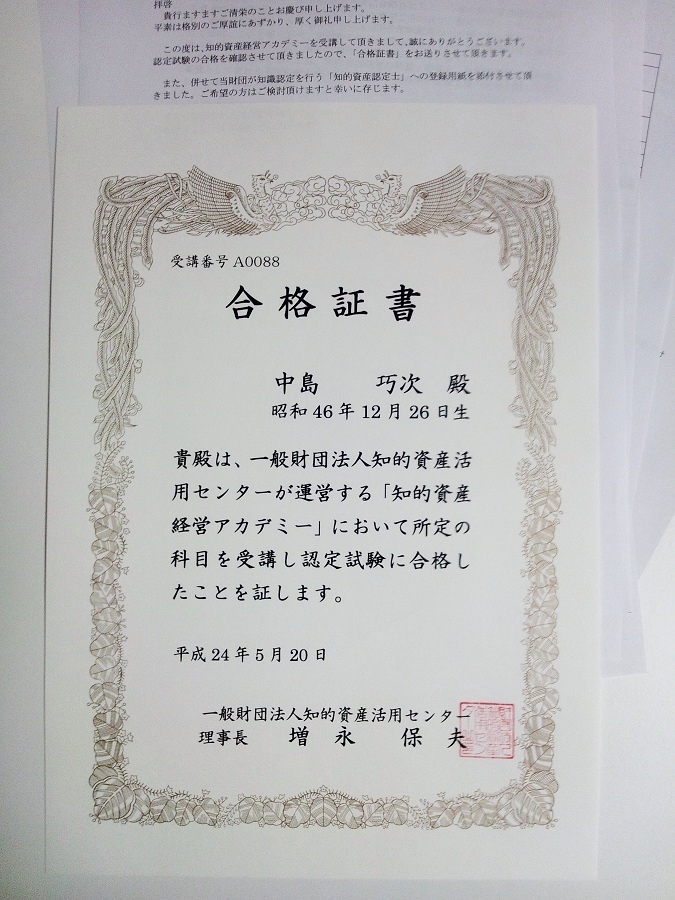 拝啓
貴行ますますご清栄のこととお慶び申し上げます。
平素は格別のご厚誼にあずかり、厚く御礼申し上げます。
この度は、知的資産経営アカデミーを受講して頂きまして、誠にありがとうございます。
認定試験の合格を確認させて頂きましたので、「合格証書」をお送りさせて頂きます。
また、併せて当財団が知識認定を行う「知的資産認定士」への登録用紙を添付させて頂
きました。ご希望の方はご検討頂けますと幸いに存じます。
受講番号 A0088
合格証書
中島 巧次 殿
昭和46年12月26日生
貴殿は、一般財団法人知的資産活
用センターが運営する「知的資産
経営アカデミー」において所定の
科目を受講し認定試験に合格し
たことを証します。
平成24年5月20日
一般財団法人知的資産活用センター
理事長 増永 保夫